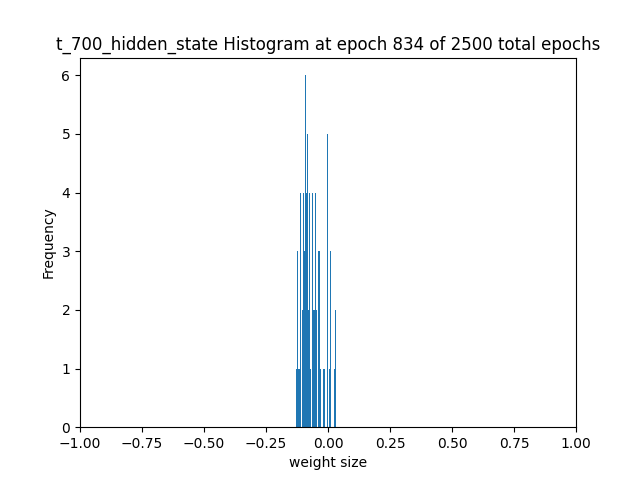 t_700_hidden_state Histogram at epoch 834 of 2500 total epochs
6
5
4
3
2
1
0
Frequency
−1.00 −0.75 −0.50 −0.25 0.00 0.25 0.50 0.75 1.00
weight size